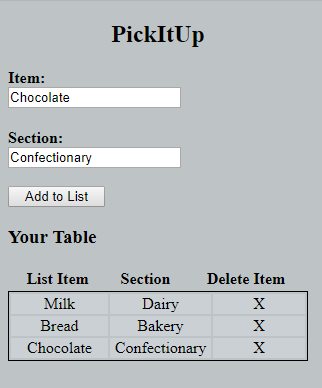 PickItUp
Item:
Chocolate
Section:
Confectionary
Add to List
Your Table
List Item Section Delete Item
Milk Dairy X
Bread Bakery X
Chocolate Confectionary X